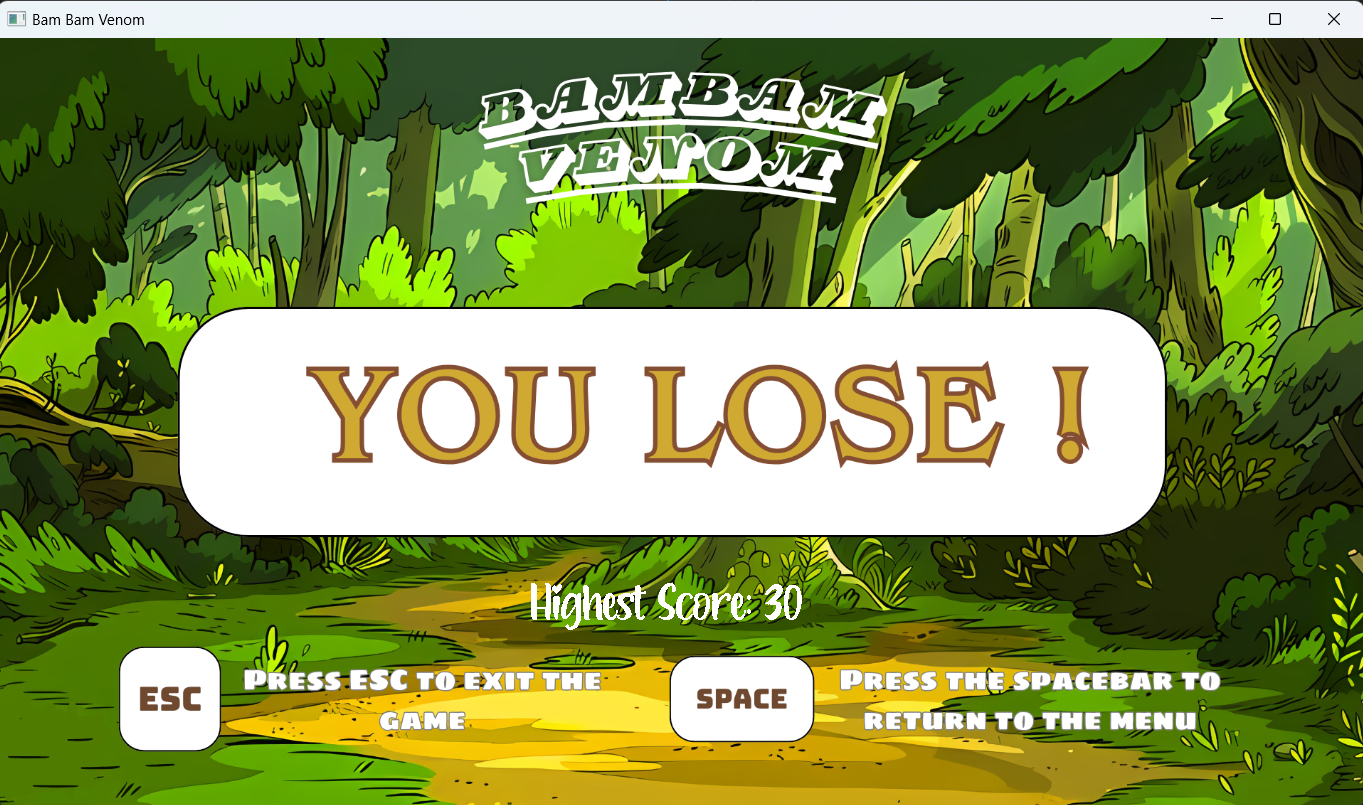 Bam Bam Venom
BAMBAM
VENOM
YOU LOSE !
Highest Score: 30
ESC
Press ESC to exit the
game
SPACE
Press the spacebar to
return to the menu